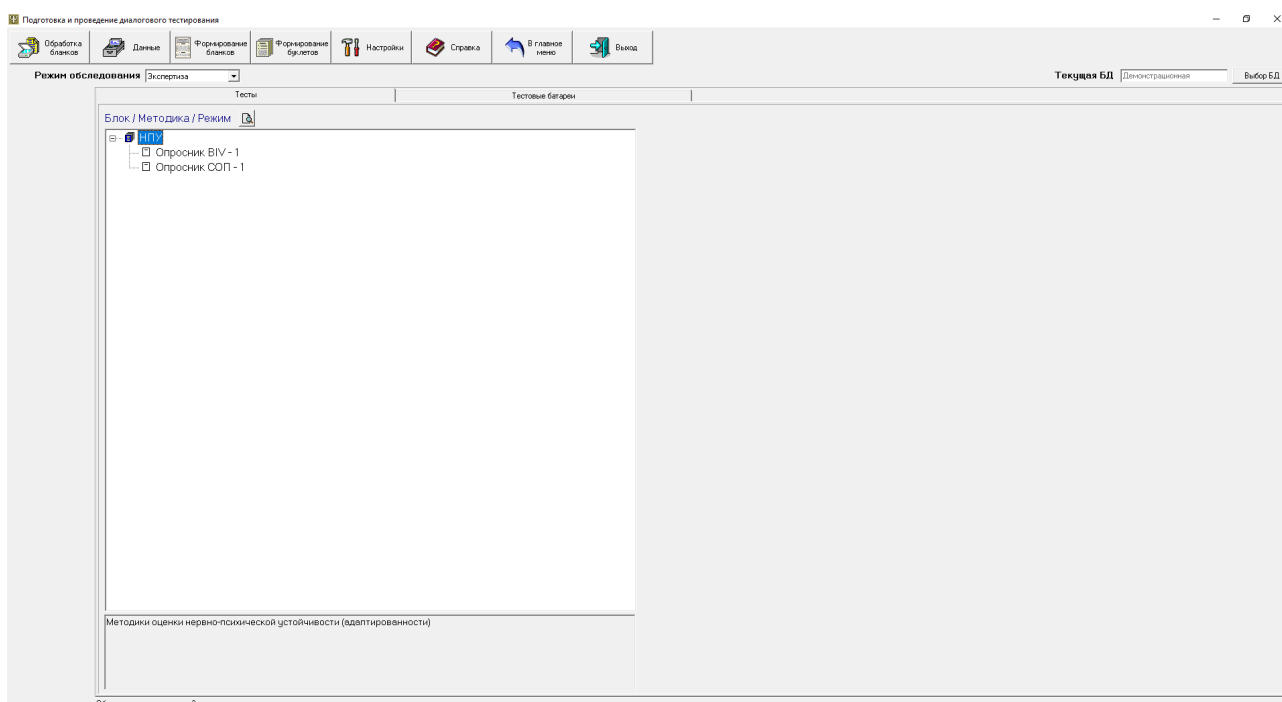 Подготовка и проведение диалогового тестирования
Обработка бланков
Данные
Формирование бланков
Формирование буклетов
Настройки
Справка
В главное меню
Выход
Режим обследования Экспертиза
Текущая БД Демонстрационная Выбор БД
Тесты Тестовые батареи
Блок / Методика / Режим
НПУ
Опросник BIV - 1
Опросник СОП - 1
Методики оценки нервно-психической устойчивости (адаптированности)